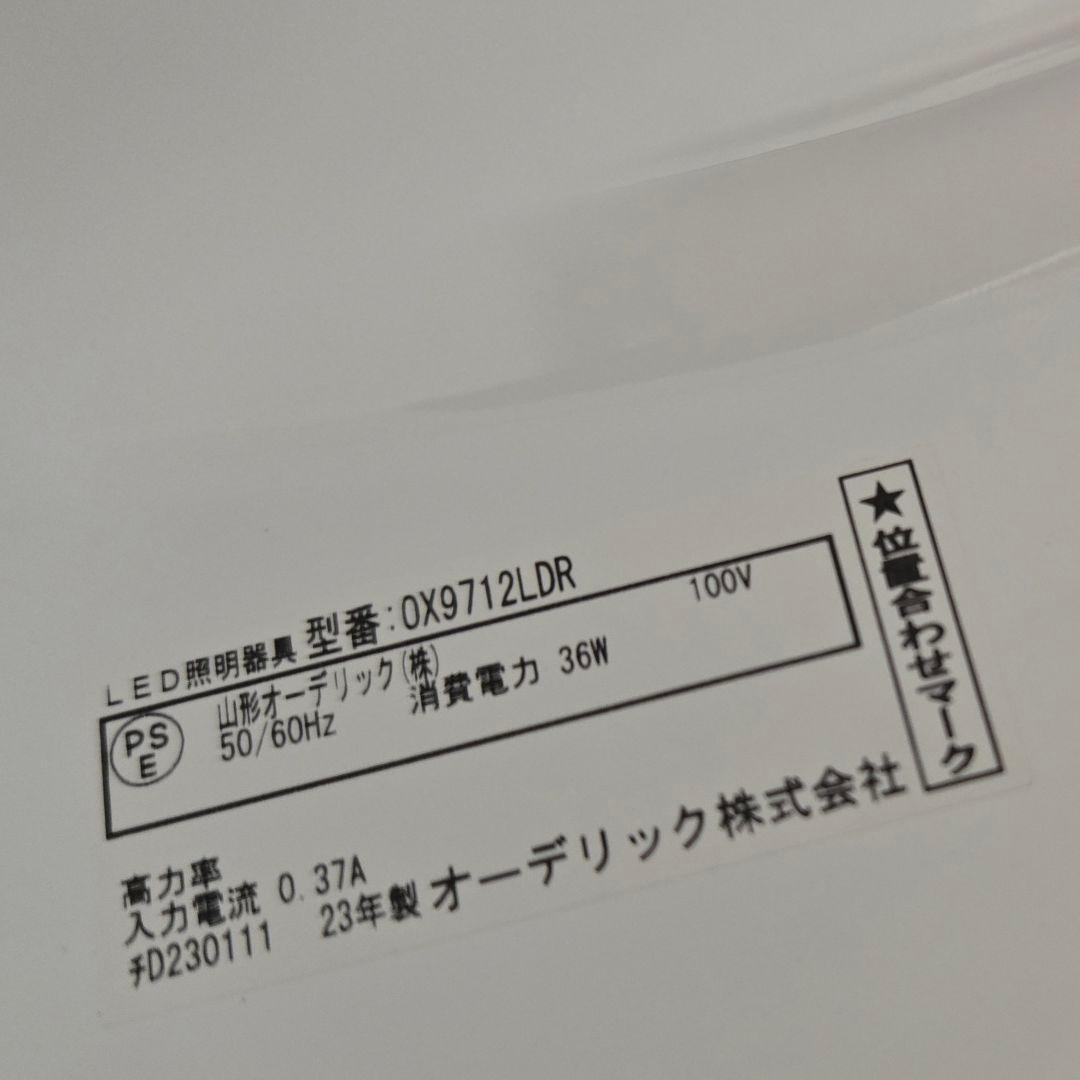 LED照明器具 型番:OX9712LDR
PSE
山形オーデリック(株)
100V
50/60Hz
消費電力 36W
高力率
入力電流 0.37A
チD230111 23年製 オーデリック株式会社
★位置合わせマーク